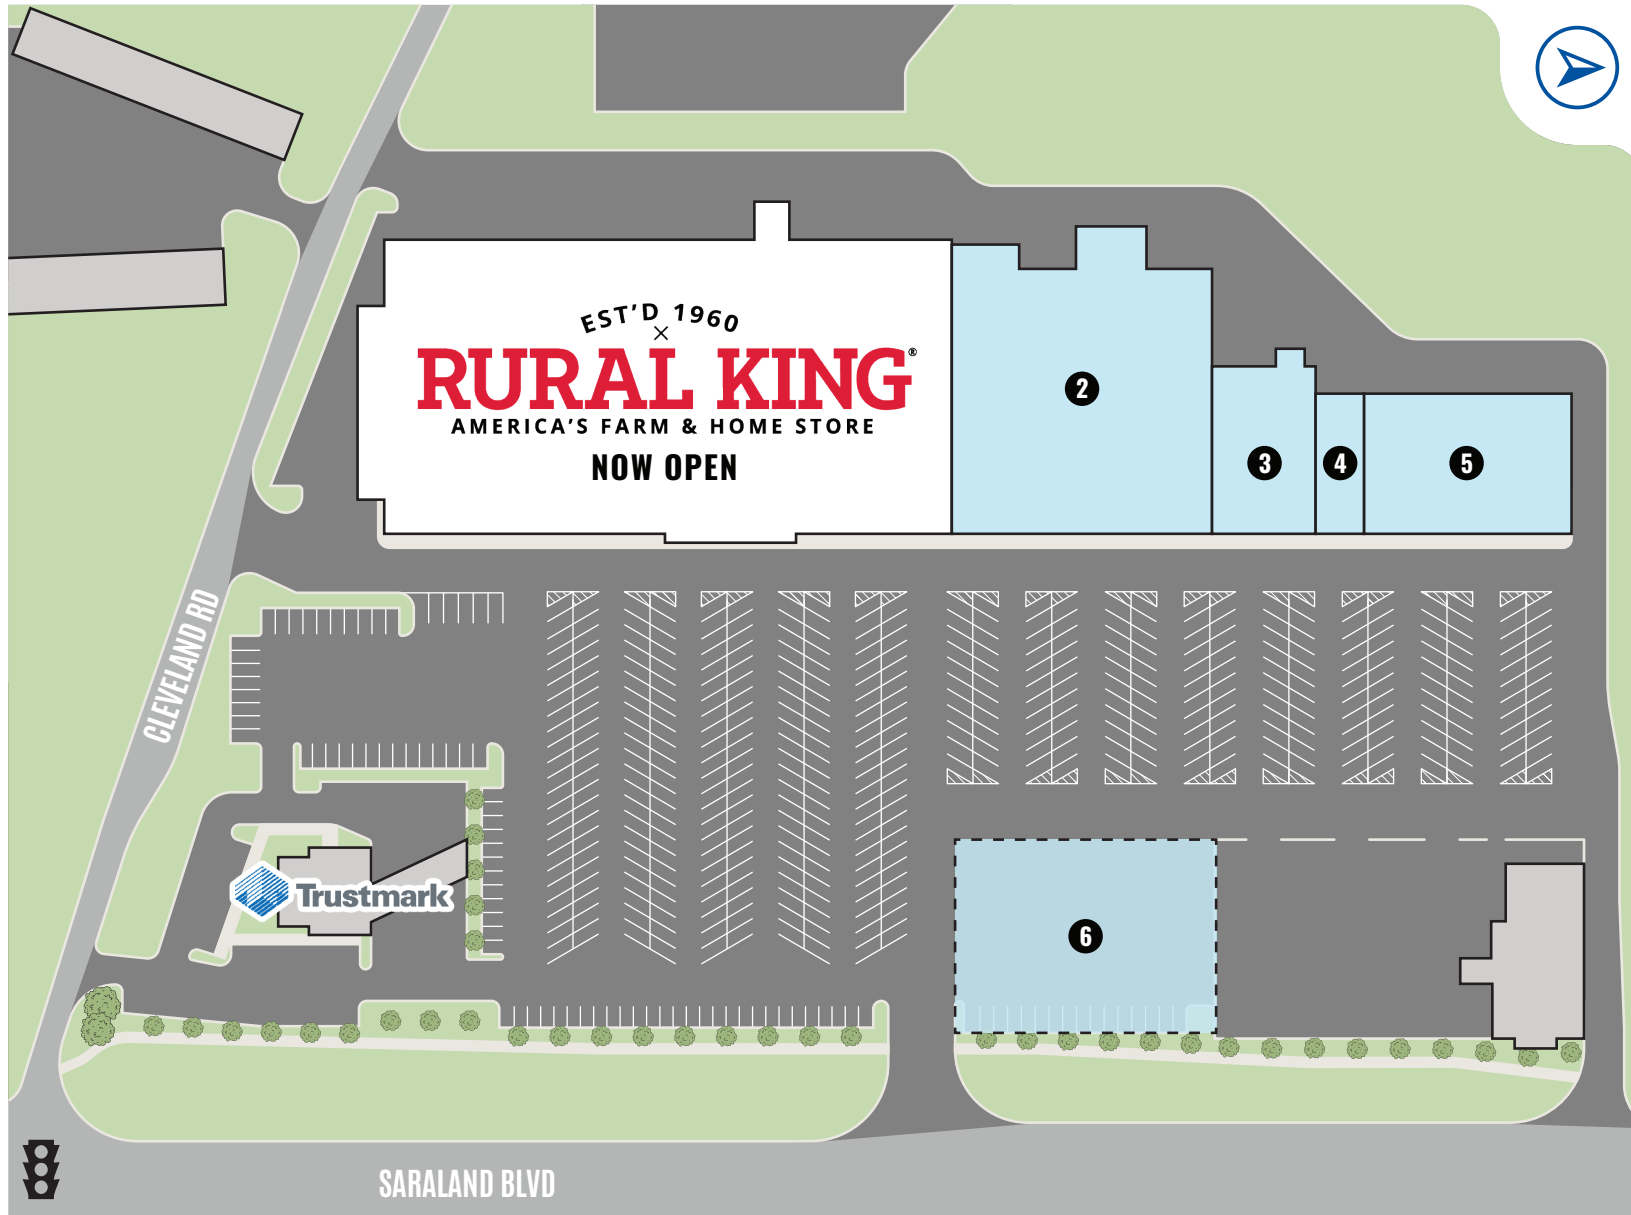 EST'D 1960
RURAL KING®
AMERICA'S FARM & HOME STORE
NOW OPEN
2
3
4
5
CLEVELAND RD
Trustmark
6
SARALAND BLVD